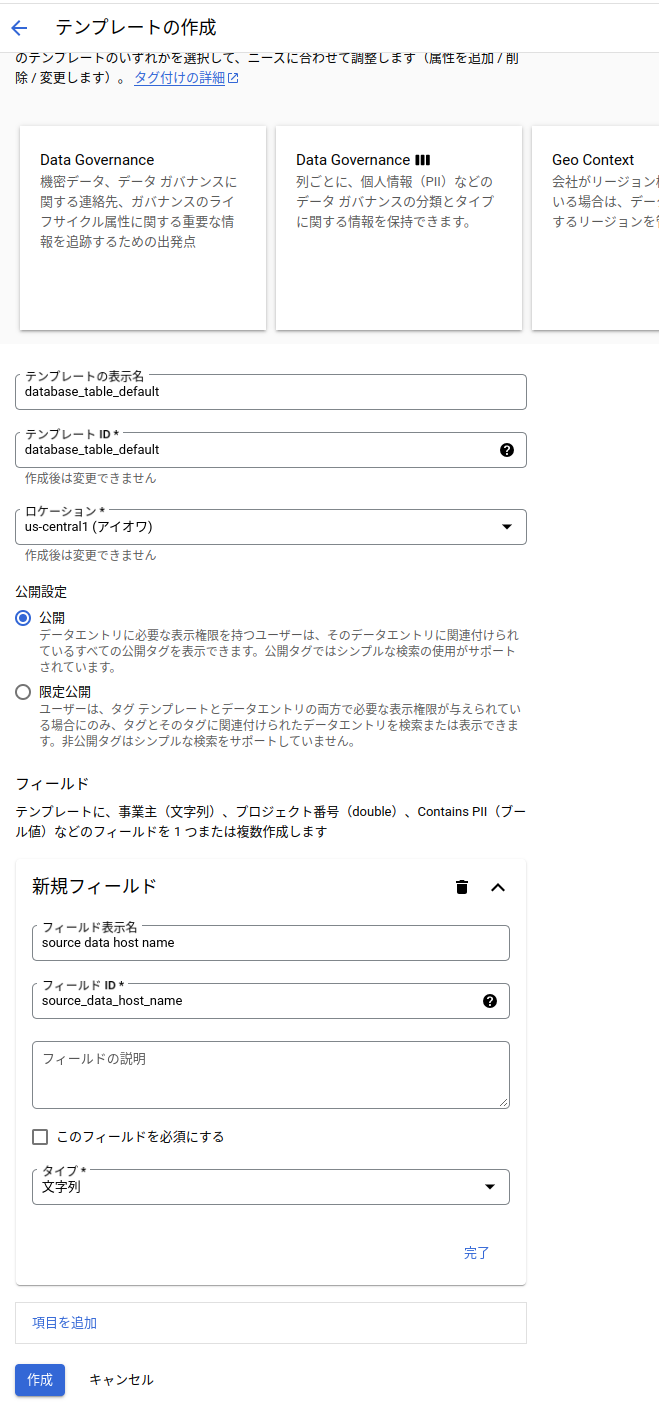 テンプレートの作成
のテンプレートのいずれかを選択して、ニーズに合わせて調整します（属性を追加 / 削
除 / 変更します）。 タグ付けの詳細
Data Governance
機密データ、データ ガバナンスに
関する連絡先、ガバナンスのライ
フサイクル属性に関する重要な情
報を追跡するための出発点
Data Governance
列ごとに、個人情報（PII）などの
データ ガバナンスの分類とタイプ
に関する情報を保持できます。
Geo Context
会社がリージョン
いる場合は、デー
するリージョンを
テンプレートの表示名
database_table_default
テンプレート ID *
database_table_default
作成後は変更できません
ロケーション *
us-central1 (アイオワ)
作成後は変更できません
公開設定
公開
データエントリに必要な表示権限を持つユーザーは、そのデータエントリに関連付けられ
ているすべての公開タグを表示できます。公開タグではシンプルな検索の使用がサポート
されています。
限定公開
ユーザーは、タグ テンプレートとデータエントリの両方で必要な表示権限が与えられてい
る場合にのみ、タグとそのタグに関連付けられたデータエントリを検索または表示できま
す。非公開タグはシンプルな検索をサポートしていません。
フィールド
テンプレートに、事業主（文字列）、プロジェクト番号（double）、Contains PII（ブー
ル値）などのフィールドを 1 つまたは複数作成します
新規フィールド
フィールド表示名
source data host name
フィールド ID *
source_data_host_name
フィールドの説明
このフィールドを必須にする
タイプ *
文字列
完了
項目を追加
作成
キャンセル